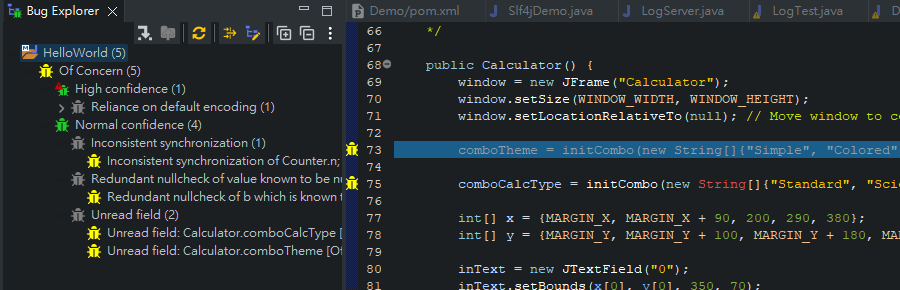 Bug Explorer
HelloWorld (5)
Of Concern (5)
High confidence (1)
Reliance on default encoding (1)
Normal confidence (4)
Inconsistent synchronization (1)
Inconsistent synchronization of Counter.n;
Redundant nullcheck of value known to be nu
Redundant nullcheck of b which is known t
Unread field (2)
Unread field: Calculator.comboCalcType [
Unread field: Calculator.comboTheme [Of
Demo/pom.xml Slf4jDemo.java LogServer.java LogTest.java Calculator
66 */
67
68 public Calculator() {
69 window = new JFrame("Calculator");
70 window.setSize(WINDOW_WIDTH, WINDOW_HEIGHT);
71 window.setLocationRelativeTo(null); // Move window to ce
72
73 comboTheme = initCombo(new String[]{"Simple", "Colored"
74
75 comboCalcType = initCombo(new String[]{"Standard", "Sci
76
77 int[] x = {MARGIN_X, MARGIN_X + 90, 200, 290, 380};
78 int[] y = {MARGIN_Y, MARGIN_Y + 100, MARGIN_Y + 180, MA
79
80 inText = new JTextField("0");
81 inText.setBounds(x[0], y[0], 350, 70);